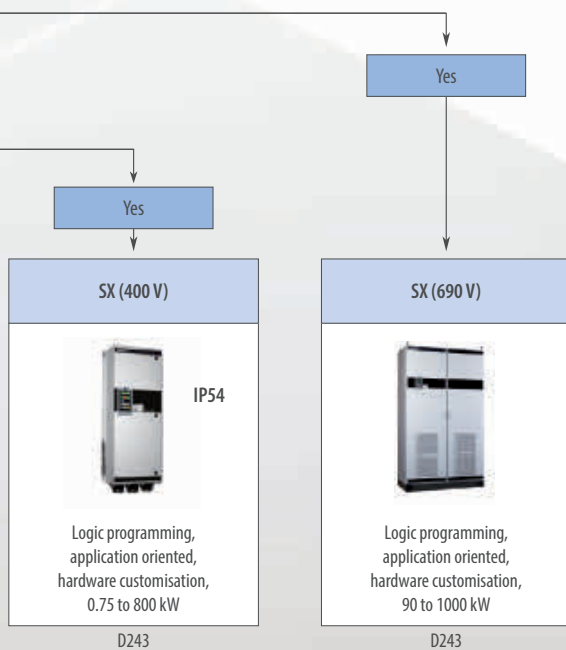 Yes
Yes
SX (400 V)
IP54
Logic programming,
application oriented,
hardware customisation,
0.75 to 800 kW
D243
SX (690 V)
Logic programming,
application oriented,
hardware customisation,
90 to 1000 kW
D243